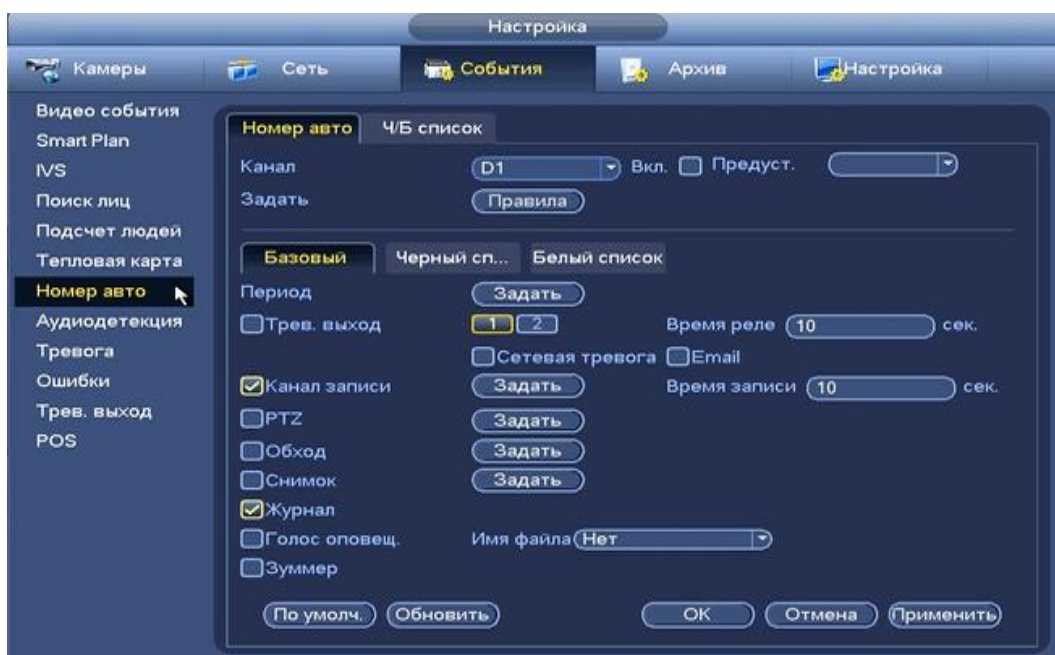 Настройка
Камеры Сеть События Архив Настройка
Видео события
Smart Plan
IVS
Поиск лиц
Подсчет людей
Тепловая карта
Номер авто
Аудиодетекция
Тревога
Ошибки
Трев. выход
POS
Номер авто Ч/Б список
Канал D1 Вкл. Предуст.
Задать Правила
Базовый Черный сп... Белый список
Период Задать
Трев. выход 1 2 Время реле 10 сек.
Сетевая тревога Email
Канал записи Задать Время записи 10 сек.
PTZ Задать
Обход Задать
Снимок Задать
Журнал
Голос оповещ. Имя файла Нет
Зуммер
По умолч. Обновить OK Отмена Применить